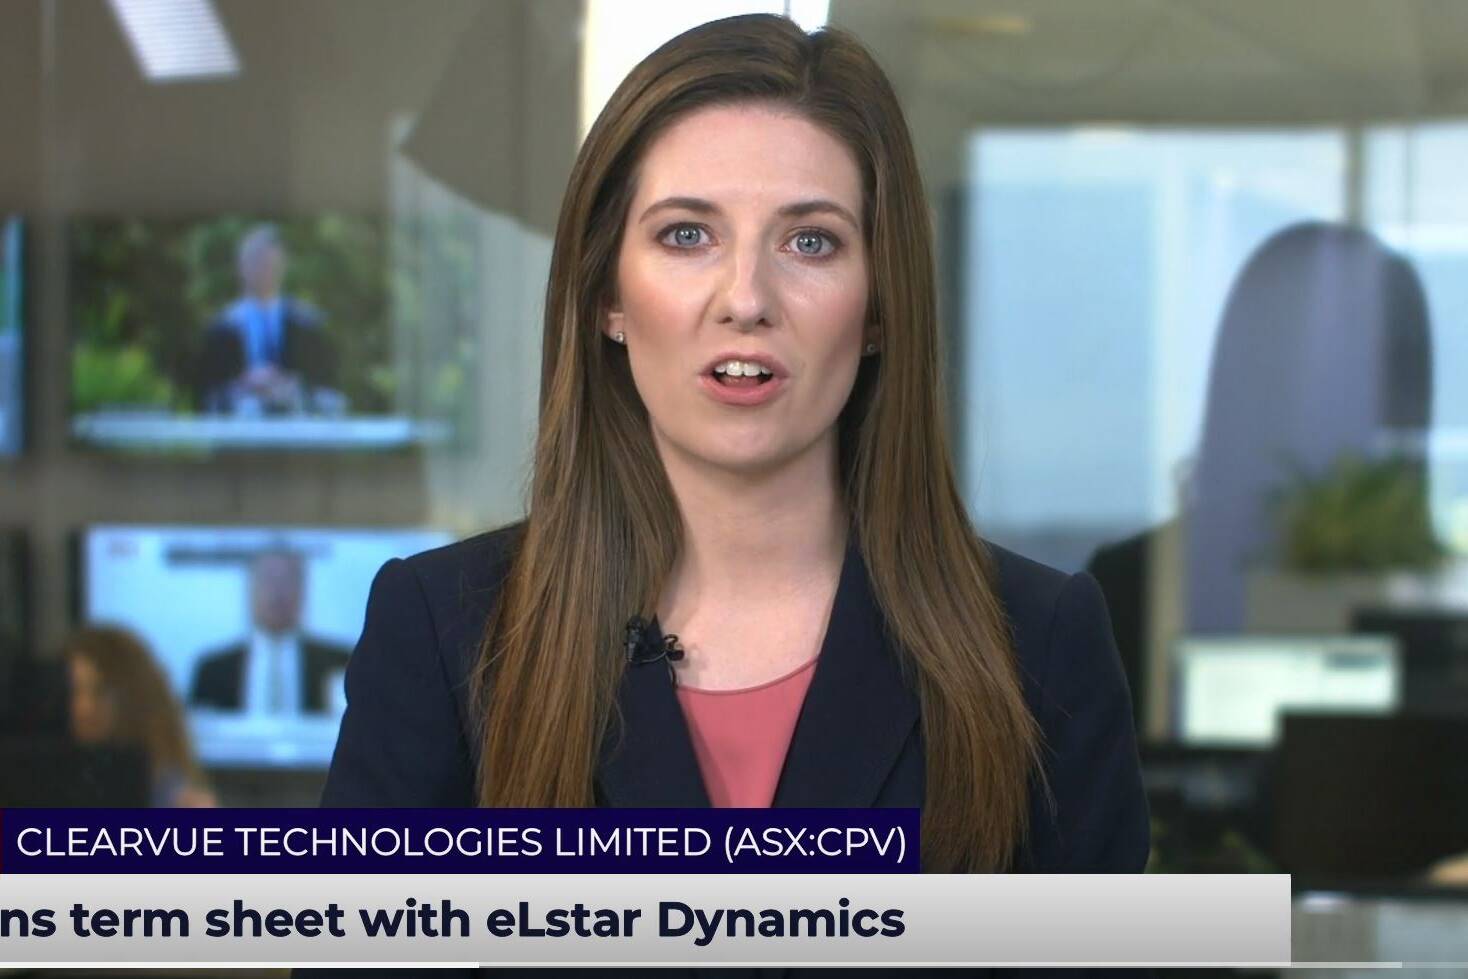 CLEARVUE TECHNOLOGIES LIMITED (ASX:CPV)
ns term sheet with eLstar Dynamics